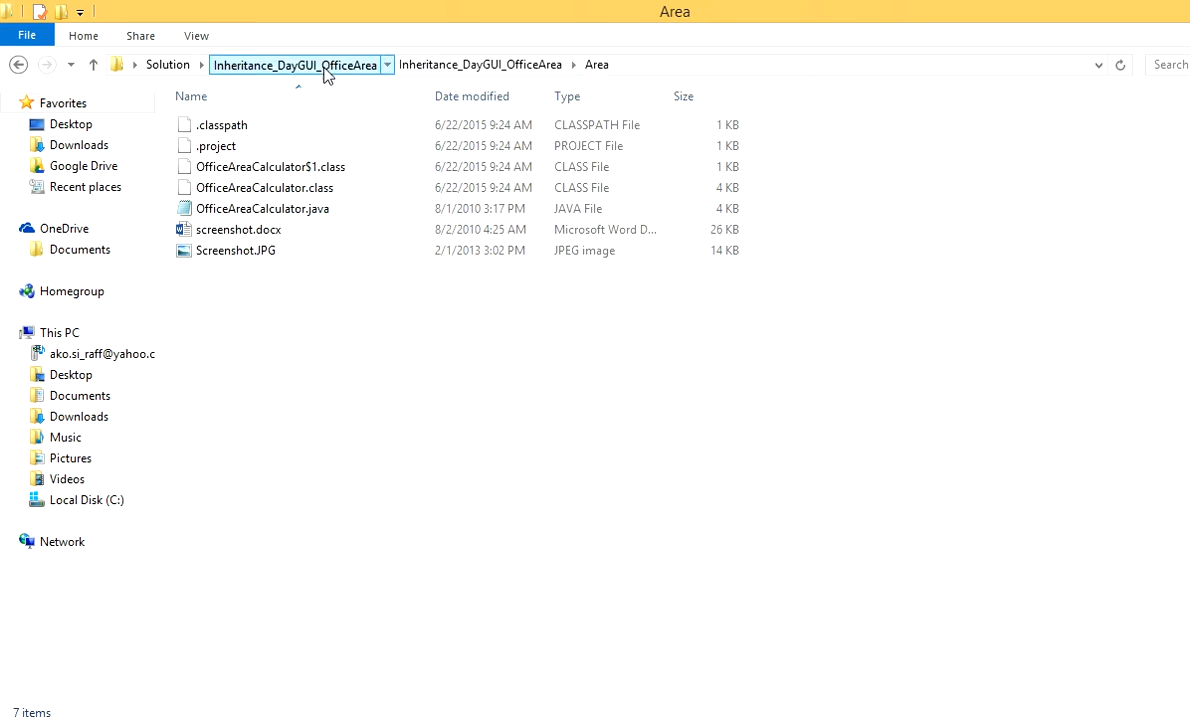 Area
File Home Share View
Solution Inheritance_DayGUI_OfficeArea Inheritance_DayGUI_OfficeArea Area Search
Name Date modified Type Size
Favorites
Desktop
Downloads
Google Drive
Recent places
OneDrive
Documents
Homegroup
This PC
ako.si_raff@yahoo.c
Desktop
Documents
Downloads
Music
Pictures
Videos
Local Disk (C:)
Network
.classpath 6/22/2015 9:24 AM CLASSPATH File 1 KB
.project 6/22/2015 9:24 AM PROJECT File 1 KB
OfficeAreaCalculator$1.class 6/22/2015 9:24 AM CLASS File 1 KB
OfficeAreaCalculator.class 6/22/2015 9:24 AM CLASS File 4 KB
OfficeAreaCalculator.java 8/1/2010 3:17 PM JAVA File 4 KB
screenshot.docx 8/2/2010 4:25 AM Microsoft Word D... 26 KB
Screenshot.JPG 2/1/2013 3:02 PM JPEG image 14 KB
7 items